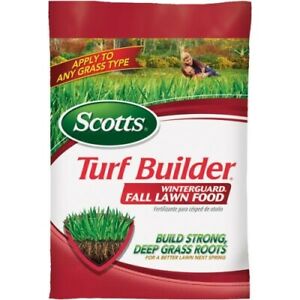 APPLY TO
ANY GRASS TYPE
Scotts
Turf Builder®
WINTERGUARD®
FALL LAWN FOOD
Fertilizante para césped de otoño
BUILD STRONG,
DEEP GRASS ROOTS
FOR A BETTER LAWN NEXT SPRING